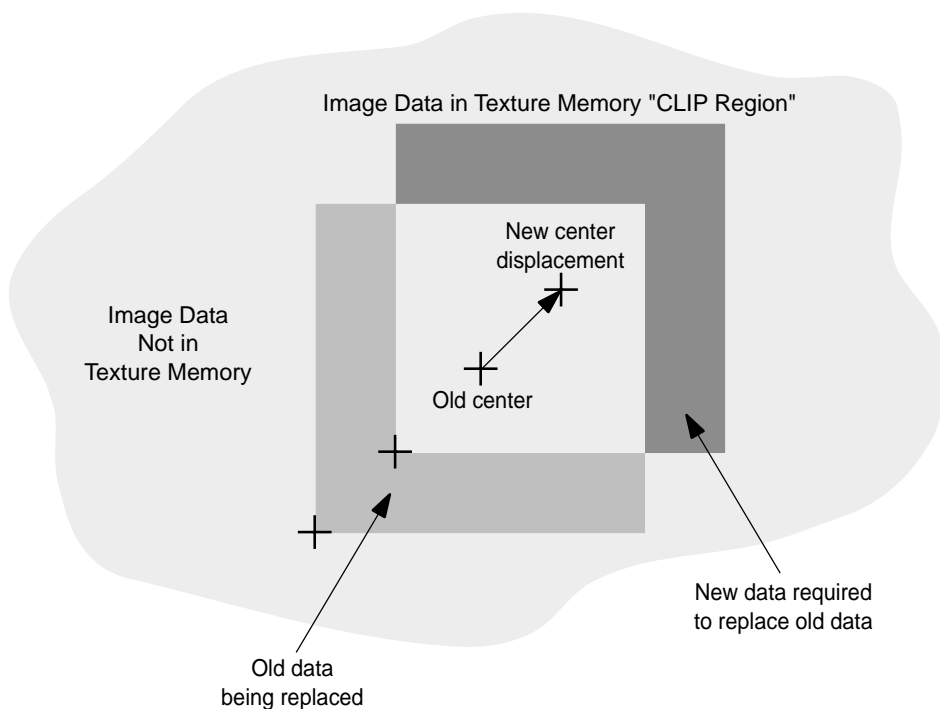 Image Data in Texture Memory "CLIP Region"
New center
displacement
Image Data
Not in
Texture Memory
Old center
New data required
to replace old data
Old data
being replaced